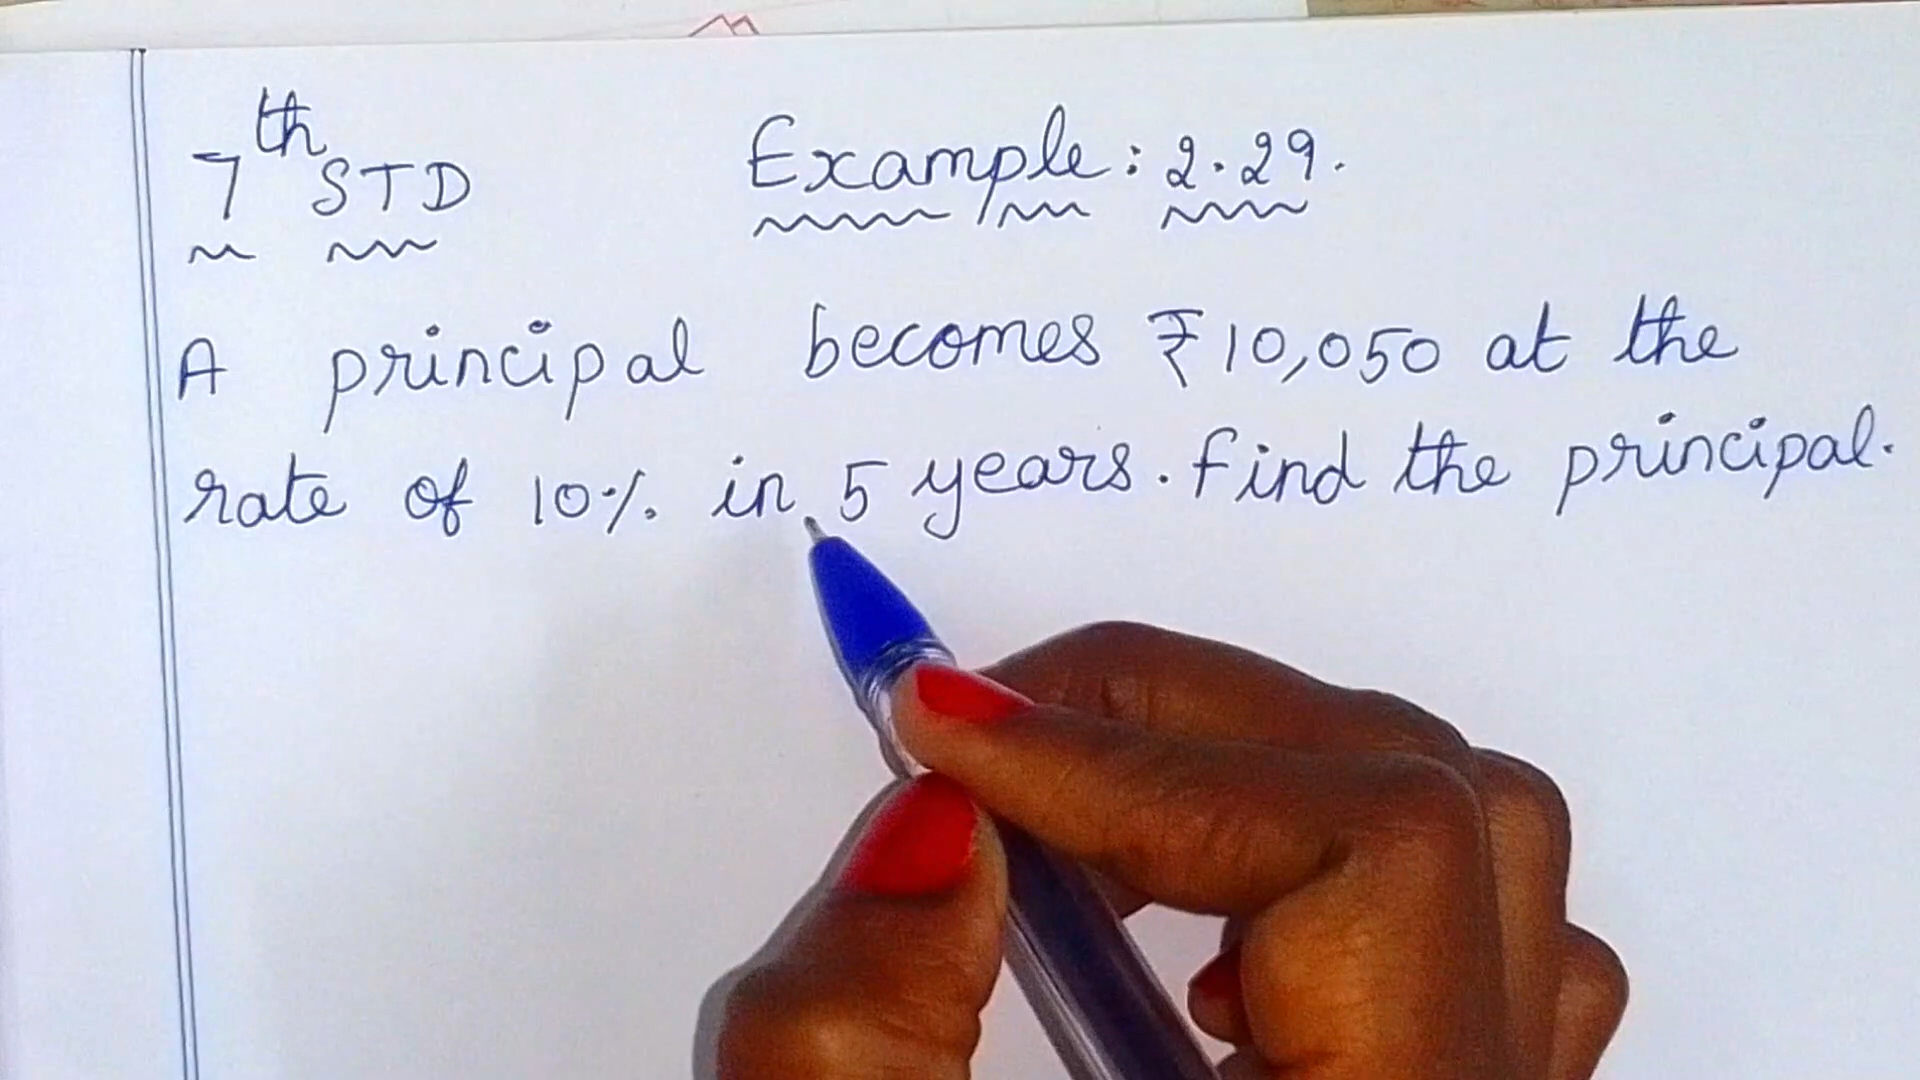 7th STD Example: 2.29.
A principal becomes ₹10,050 at the
rate of 10% in 5 years. find the principal.